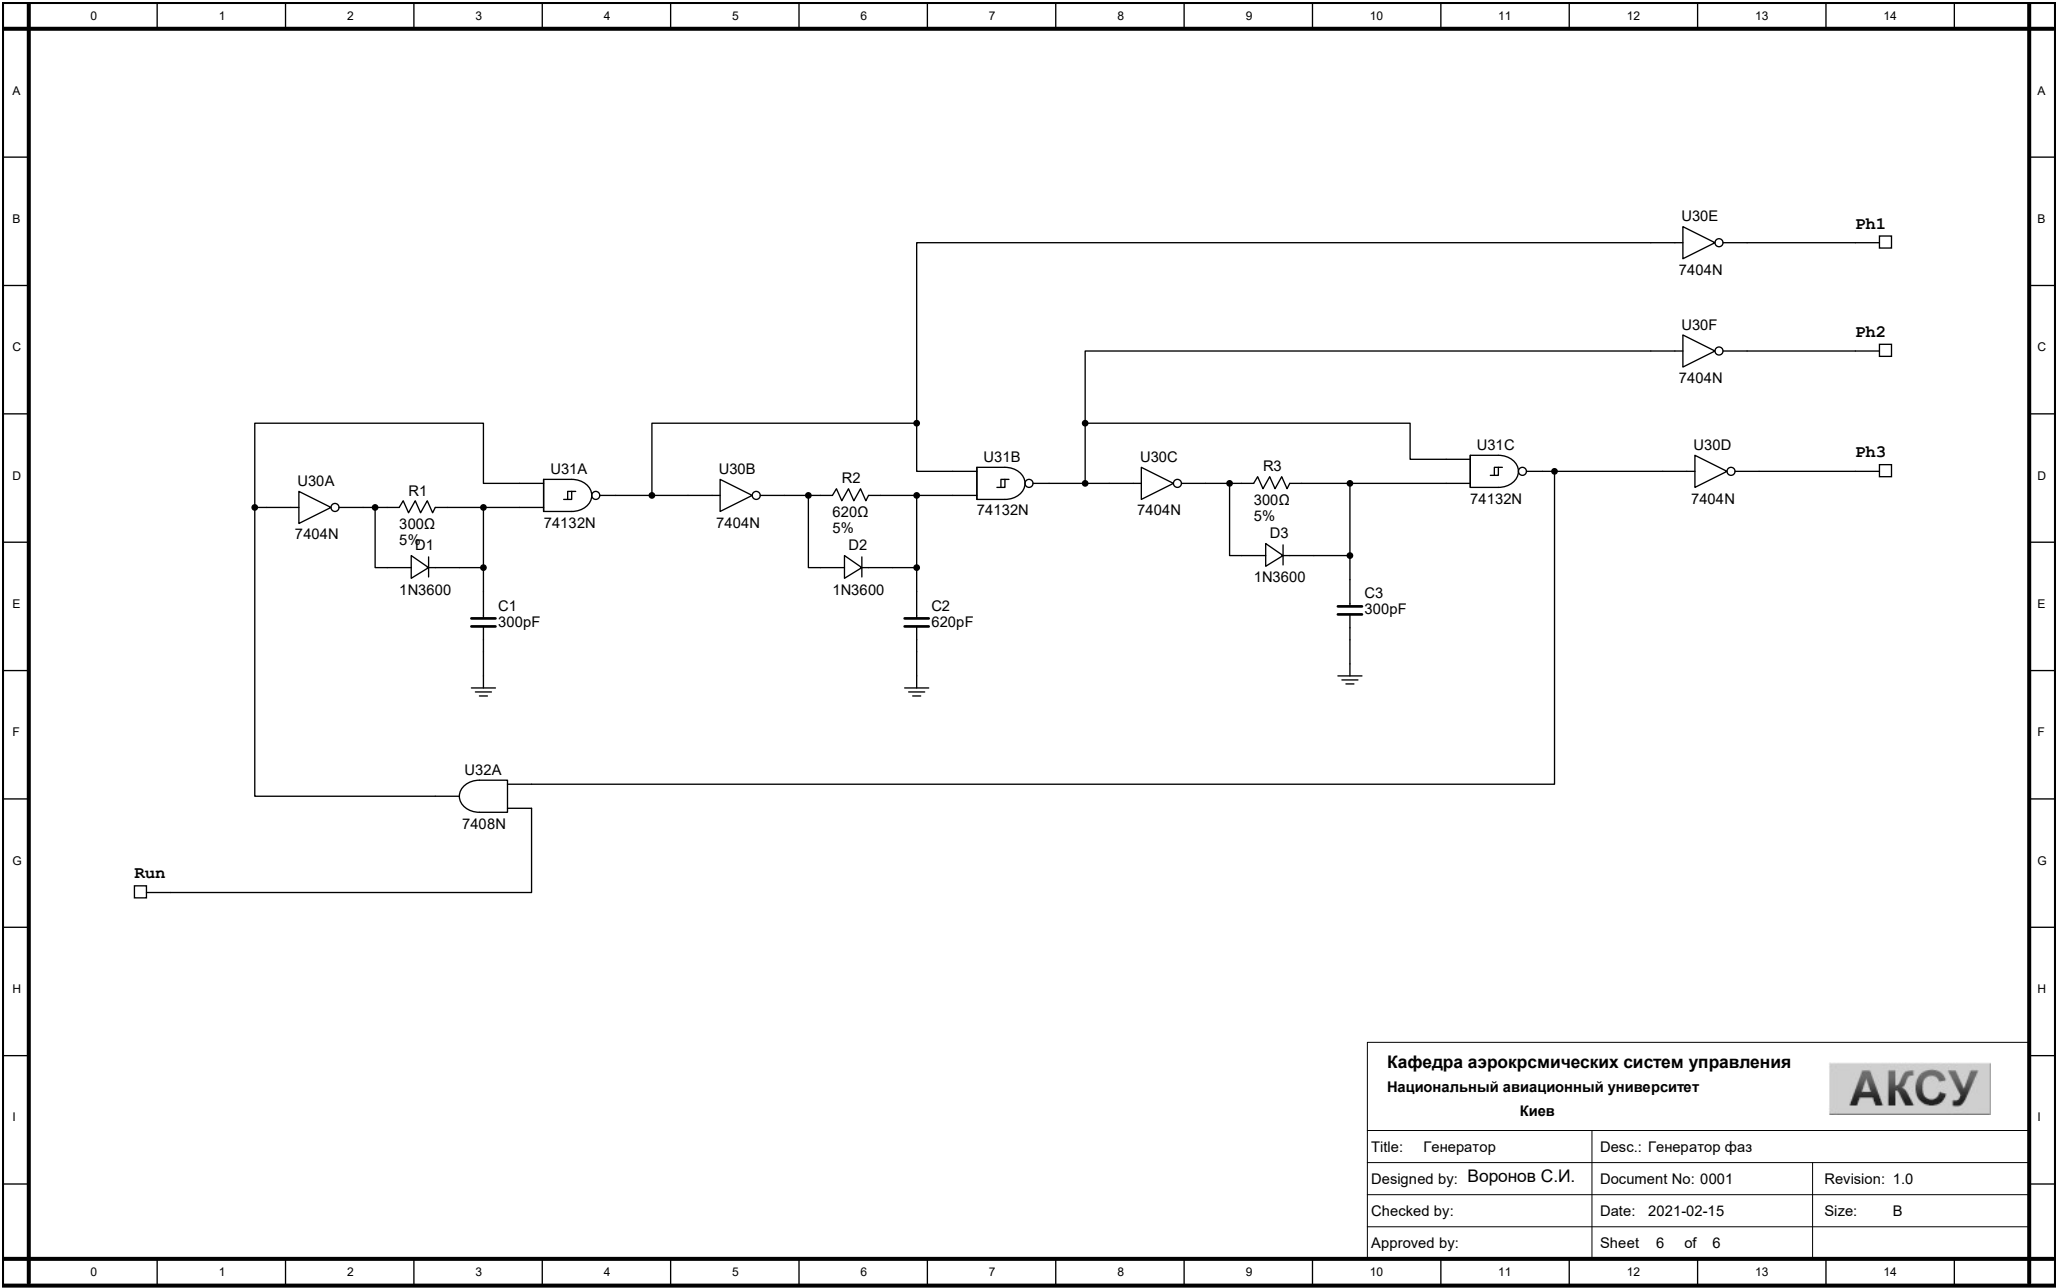 0 1 2 3 4 5 6 7 8 9 10 11 12 13 14
A A
B B
C C
D D
E E
F F
G G
H H
I I
U30E
Ph1
7404N
U30F
Ph2
7404N
U31C
U30D
Ph3
74132N
7404N
U31B
74132N
U30C
7404N
R3
300Ω
5%
D3
1N3600
C3
300pF
U30A
7404N
R1
300Ω
5%
D1
1N3600
C1
300pF
U31A
74132N
U30B
7404N
R2
620Ω
5%
D2
1N3600
C2
620pF
U32A
7408N
Run
Кафедра аэрокрсмических систем управления
Национальный авиационный университет
Киев
АКСУ
Title: Генератор
Desc.: Генератор фаз
Designed by: Воронов С.И.
Document No: 0001
Revision: 1.0
Checked by:
Date: 2021-02-15
Size: B
Approved by:
Sheet 6 of 6
0 1 2 3 4 5 6 7 8 9 10 11 12 13 14